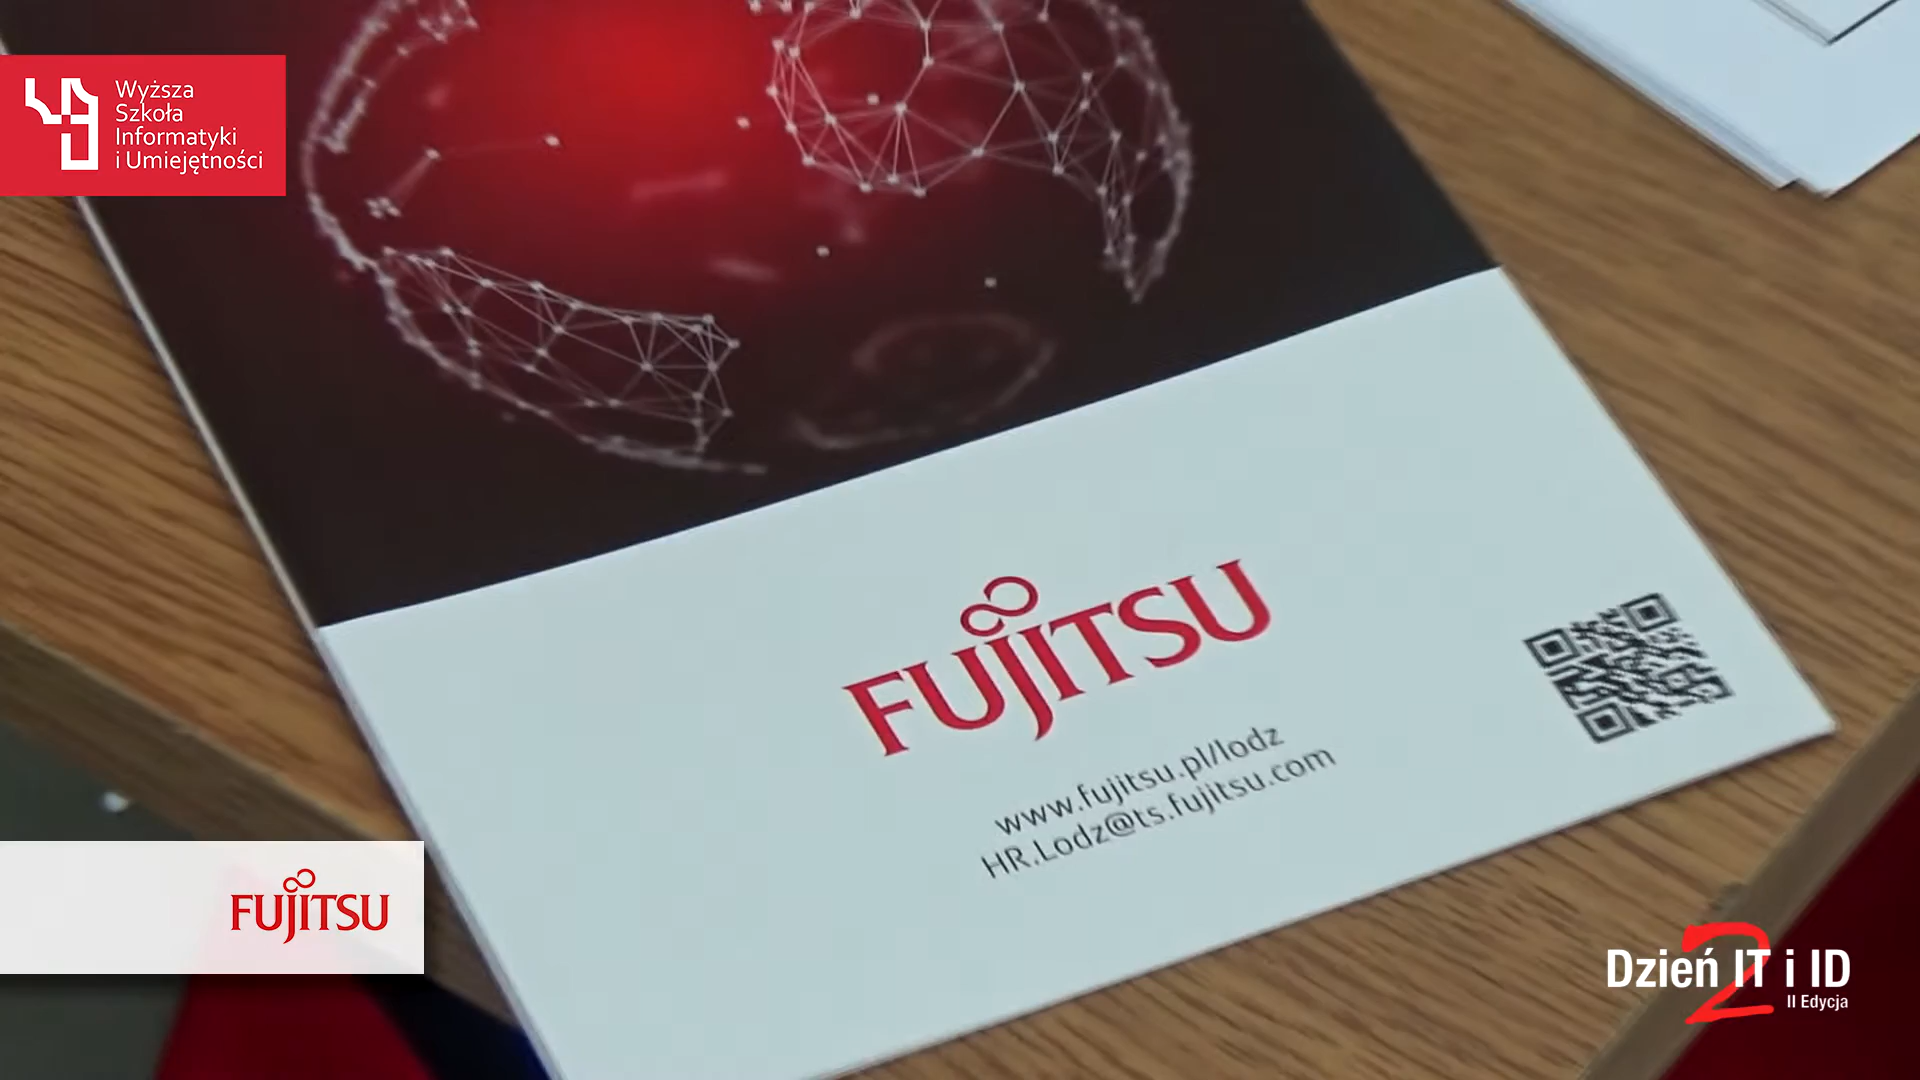 Wyższa
Szkoła
Informatyki
i Umiejętności
FUJITSU
www.fujitsu.pl/lodz
HR.Lodz@ts.fujitsu.com
FUJITSU
Dzień IT i ID
2
II Edycja